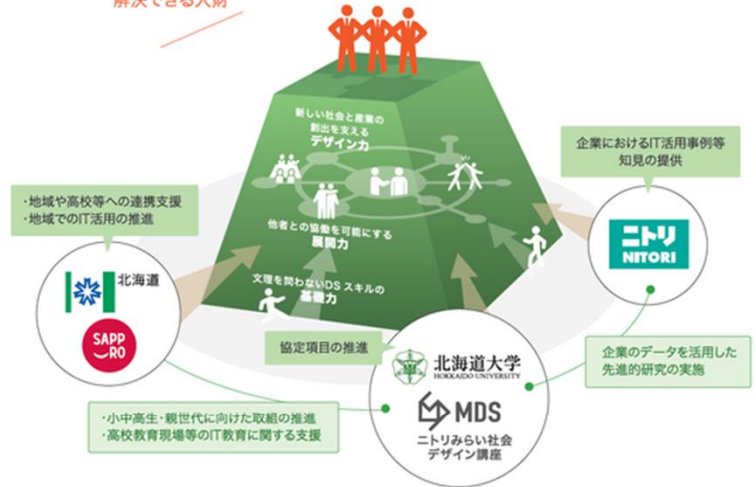 解決できる人財
新しい社会と産業の
創出を支える
デザイン力
企業におけるIT活用事例等
知見の提供
・地域や高校等への連携支援
・地域でのIT活用の推進
他者との協働を可能にする
展開力
ニトリ
NITORI
北海道
文理を問わないDSスキルの
基礎力
SAPP
RO
協定項目の推進
北海道大学
HOKKAIDO UNIVERSITY
企業のデータを活用した
先進的研究の実施
MDS
・小中高生・親世代に向けた取組の推進
・高校教育現場等のIT教育に関する支援
ニトリみらい社会
デザイン講座